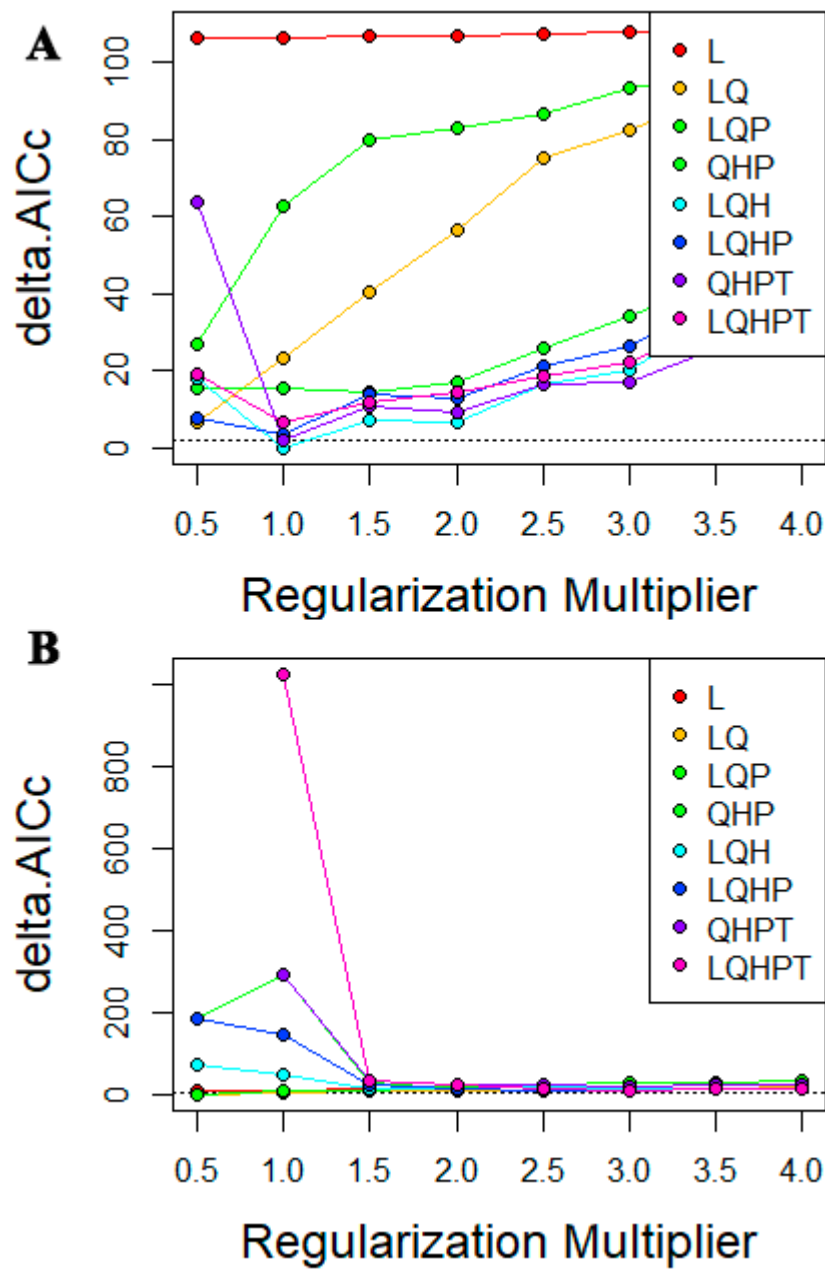 A
delta.AICc
100
80
60
40
20
0
L
LQ
LQP
QHP
LQH
LQHP
QHPT
LQHPT
0.5 1.0 1.5 2.0 2.5 3.0 3.5 4.0
Regularization Multiplier
B
delta.AICc
800
600
400
200
0
L
LQ
LQP
QHP
LQH
LQHP
QHPT
LQHPT
0.5 1.0 1.5 2.0 2.5 3.0 3.5 4.0
Regularization Multiplier